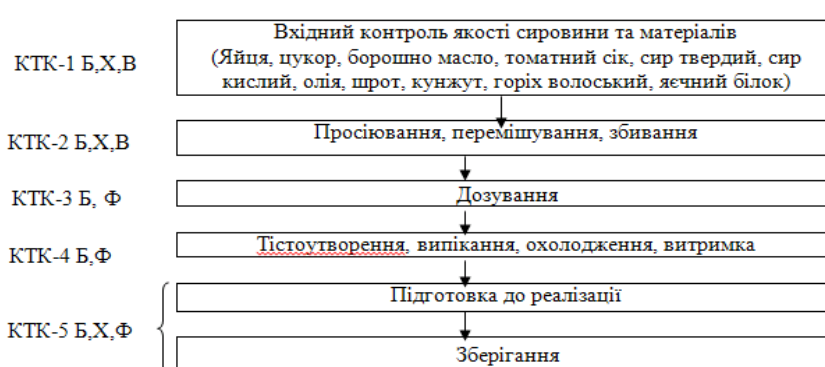 КТК-1 Б,Х,В
Вхідний контроль якості сировини та матеріалів
(Яйця, цукор, борошно масло, томатний сік, сир твердий, сир
кислий, олія, шрот, кунжут, горіх волоський, яєчний білок)
КТК-2 Б,Х,В
Просіювання, перемішування, збивання
КТК-3 Б, Ф
Дозування
КТК-4 Б,Ф
Тістоутворення, випікання, охолодження, витримка
Підготовка до реалізації
КТК-5 Б,Х,Ф
Зберігання